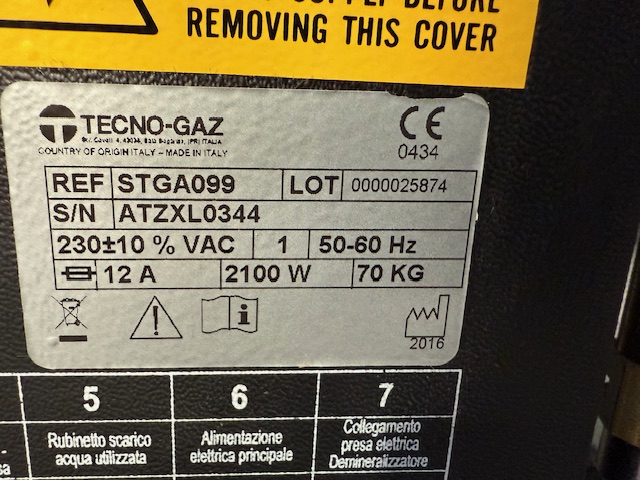 SUPPLY BEFORE
REMOVING THIS COVER
TECNO-GAZ
COUNTRY OF ORIGIN ITALY – MADE IN ITALY
CE
0434
REF STGA099 LOT 0000025874
S/N ATZXL0344
230±10 % VAC 1 50-60 Hz
12 A 2100 W 70 KG
2016
5 6 7
Rubinetto scarico
acqua utilizzata
Alimentazione
elettrica principale
Collegamento
presa elettrica
Demineralizzatore